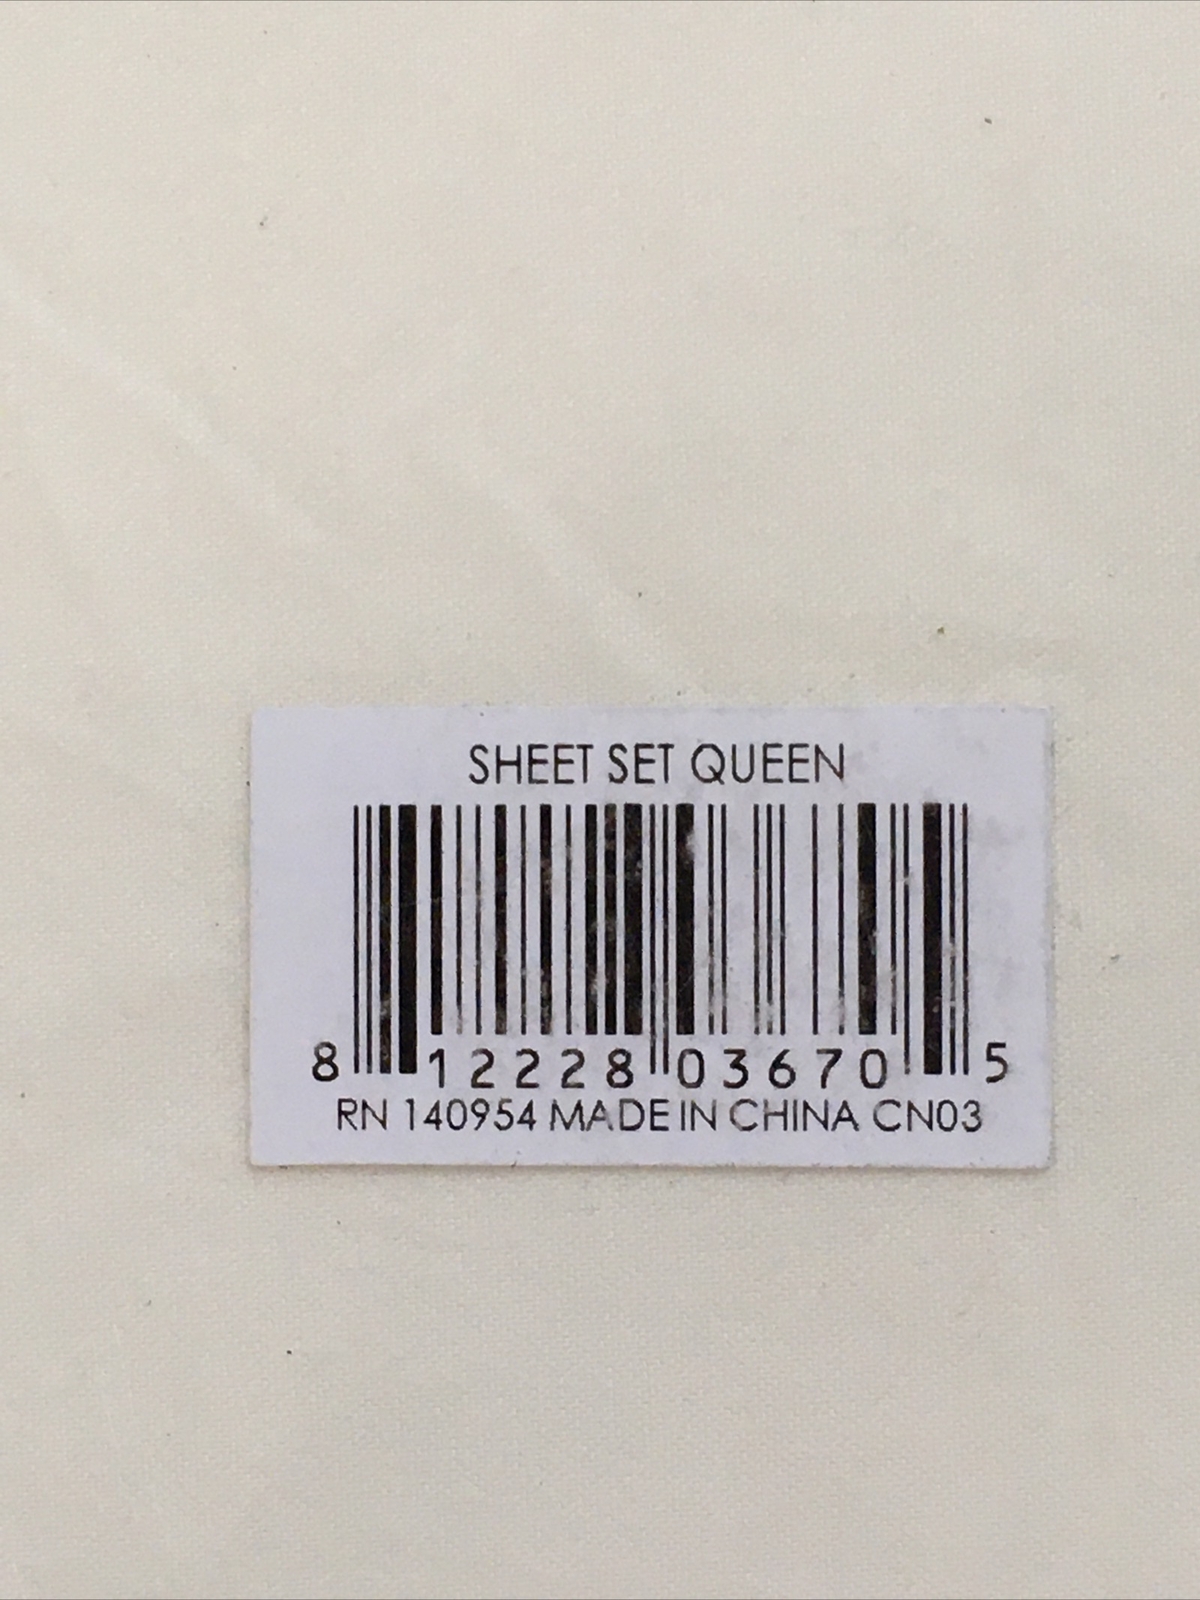 SHEET SET QUEEN
8 12228 03670 5
RN 140954 MADE IN CHINA CN03